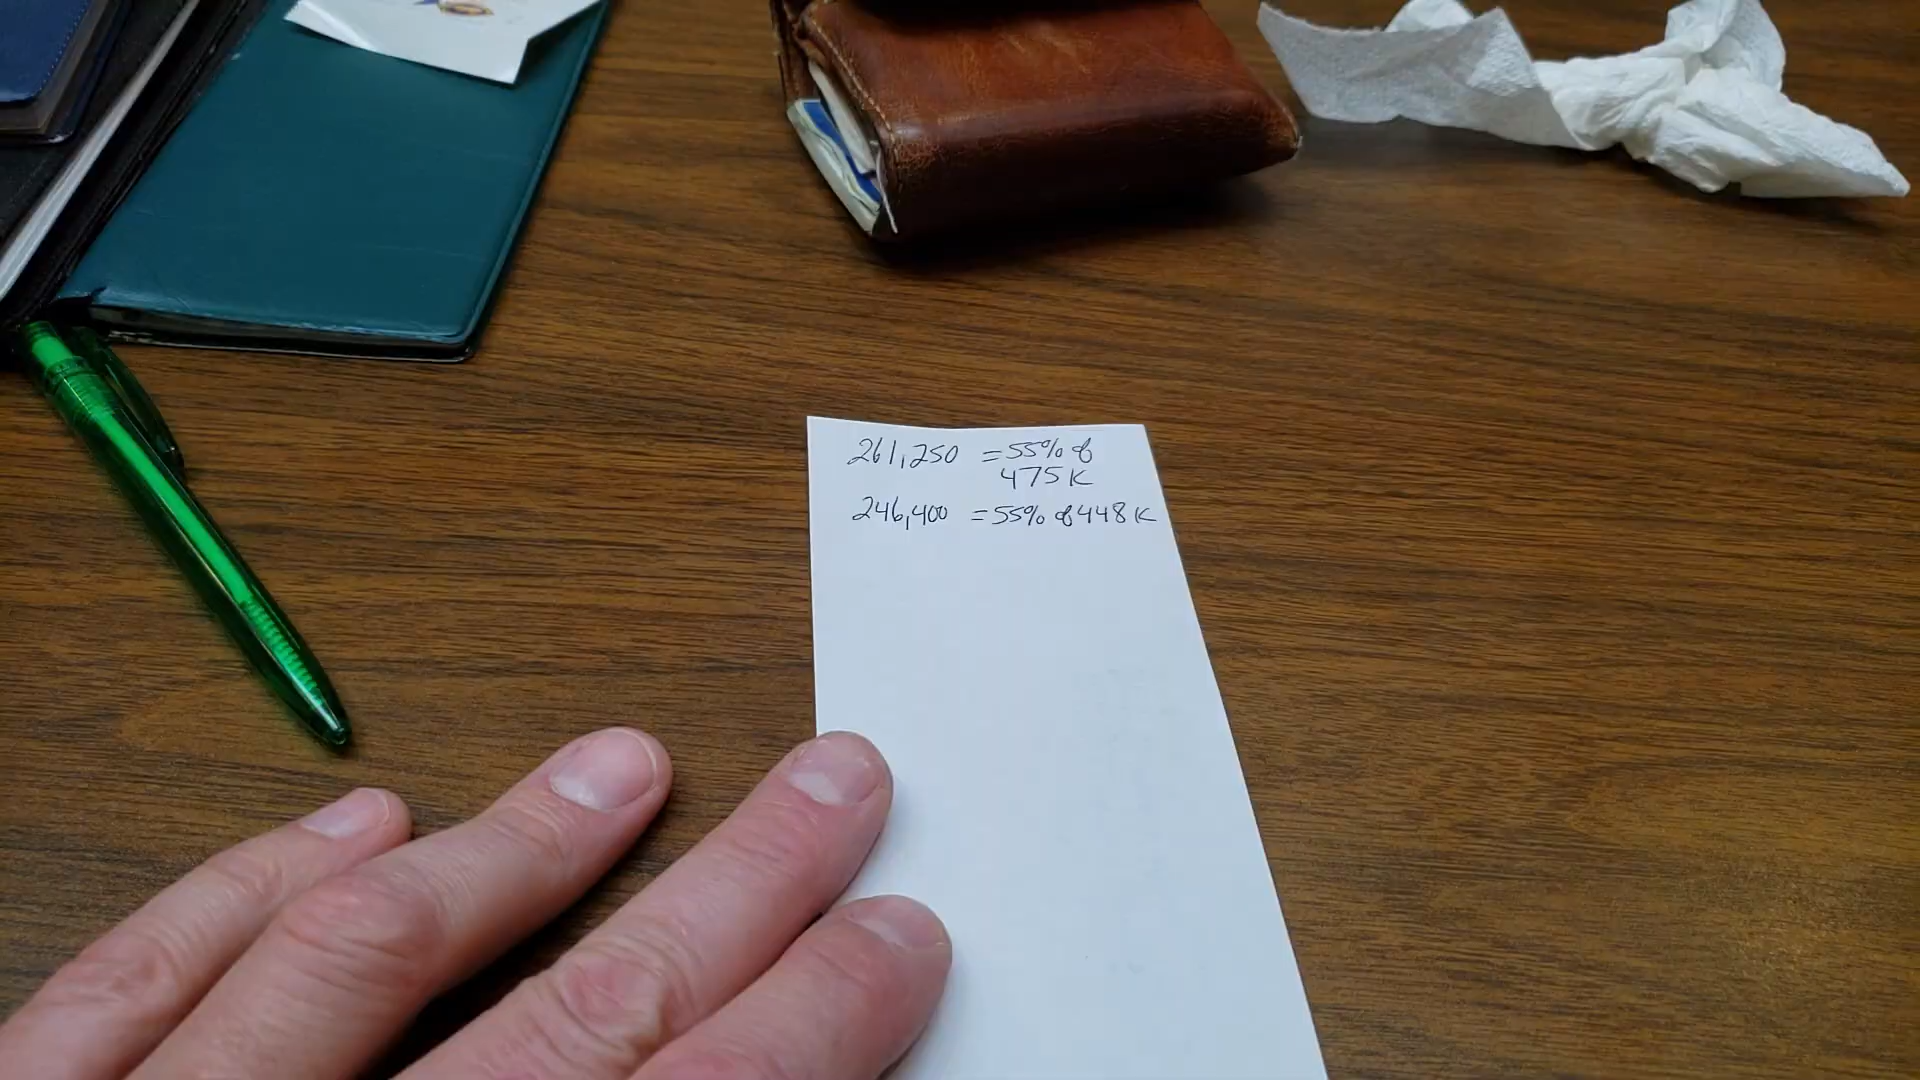 261,250 = 55% of
475K
246,400 = 55% of 448K